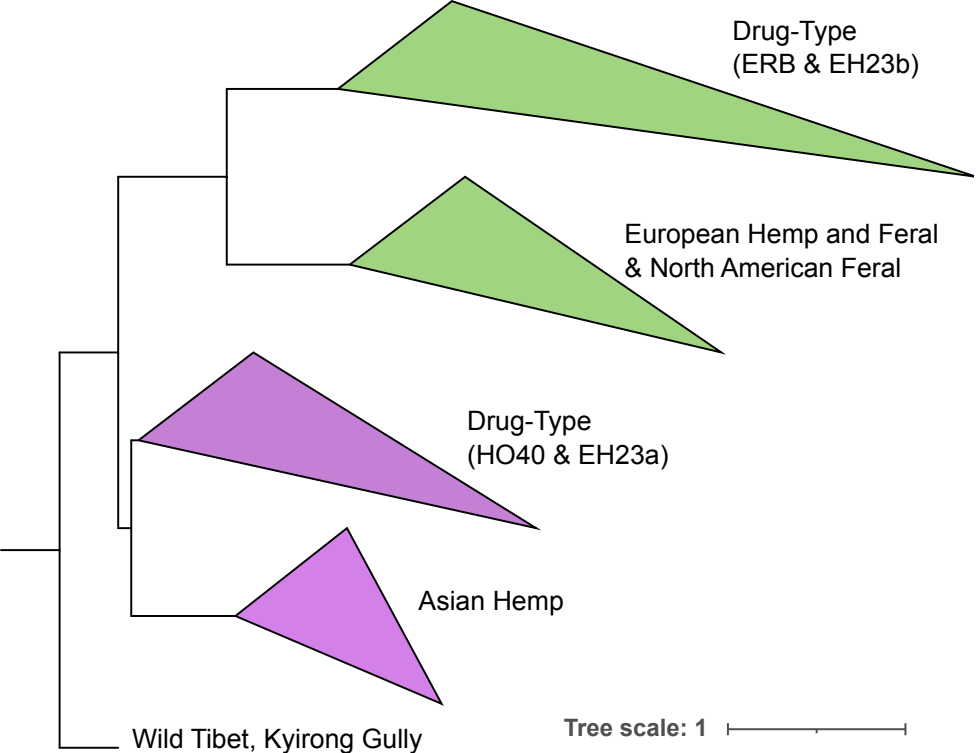 Drug-Type
(ERB & EH23b)
European Hemp and Feral
& North American Feral
Drug-Type
(HO40 & EH23a)
Asian Hemp
Wild Tibet, Kyirong Gully
Tree scale: 1